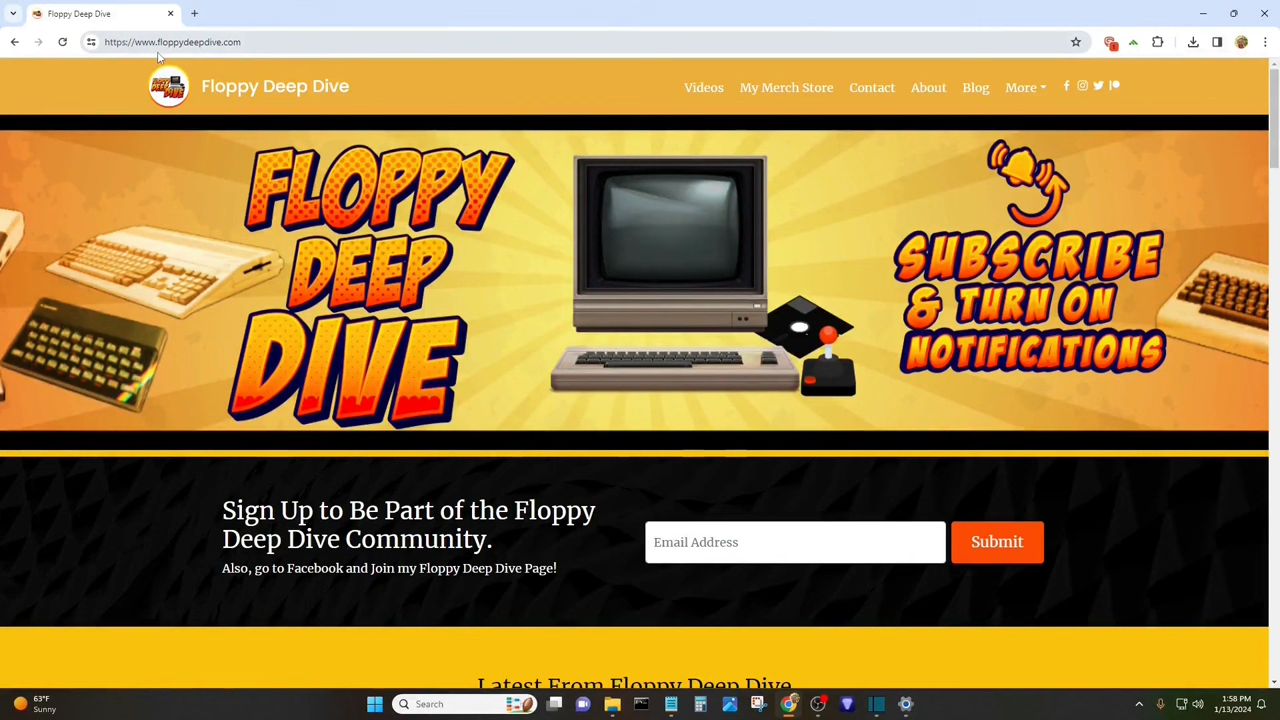 Floppy Deep Dive
https://www.floppydeepdive.com
Floppy Deep Dive
Videos My Merch Store Contact About Blog More
FLOPPY
DEEP
DIVE
SUBSCRIBE
& TURN ON
NOTIFICATIONS
Sign Up to Be Part of the Floppy
Deep Dive Community.
Also, go to Facebook and Join my Floppy Deep Dive Page!
Email Address
Submit
Latest From Floppy Deep Dive
63°F
Sunny
Search
1:58 PM
1/13/2024